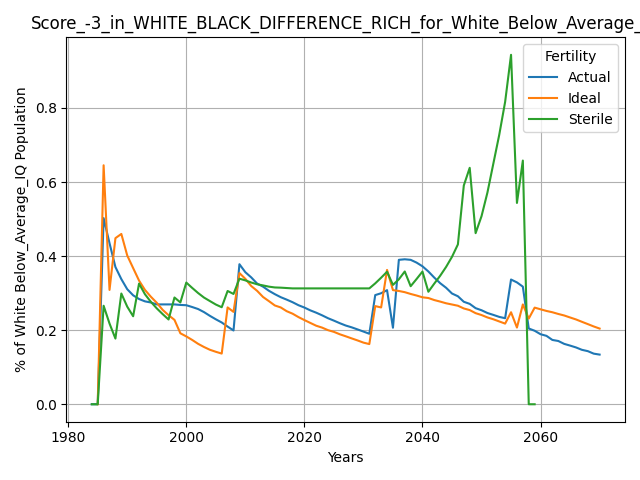 Score_-3_in_WHITE_BLACK_DIFFERENCE_RICH_for_White_Below_Average_
Fertility
Actual
Ideal
Sterile
% of White Below_Average_IQ Population
0.8
0.6
0.4
0.2
0.0
1980 2000 2020 2040 2060
Years